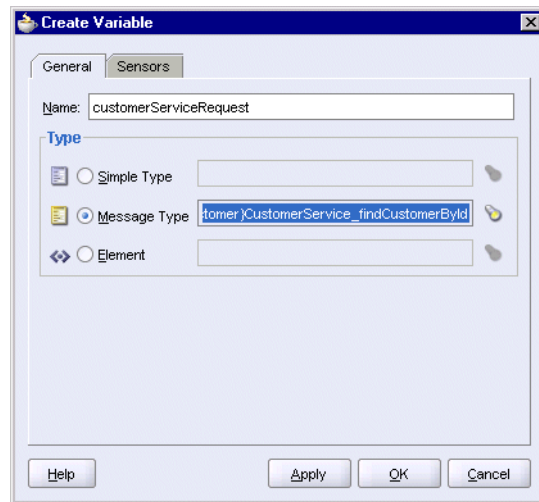 Create Variable
General Sensors
Name: customerServiceRequest
Type
Simple Type
Message Type tomer}CustomerService_findCustomerById
Element
Help Apply OK Cancel